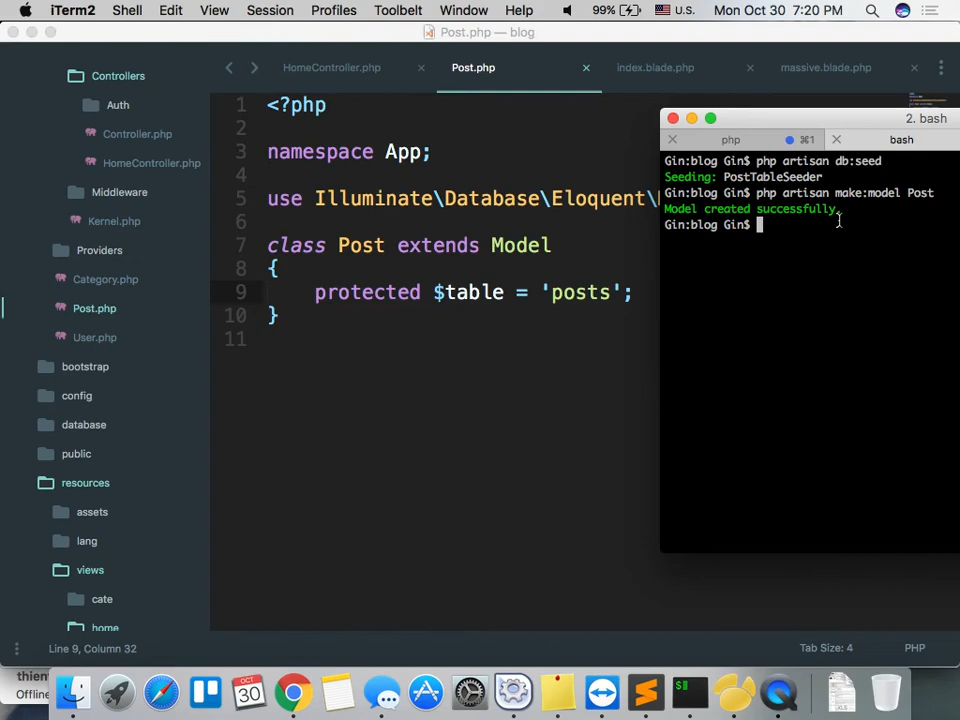 iTerm2 Shell Edit View Session Profiles Toolbelt Window Help 99% U.S. Mon Oct 30 7:20 PM
Post.php — blog
Controllers
Auth
Controller.php
HomeController.php
Middleware
Kernel.php
Providers
Category.php
Post.php
User.php
bootstrap
config
database
public
resources
assets
lang
views
cate
home
HomeController.php Post.php index.blade.php massive.blade.php
1 <?php
2
3 namespace App;
4
5 use Illuminate\Database\Eloquent\
6
7 class Post extends Model
8 {
9 protected $table = 'posts';
10 }
11
2. bash
php ⌘1 bash
Gin:blog Gin$ php artisan db:seed
Seeding: PostTableSeeder
Gin:blog Gin$ php artisan make:model Post
Model created successfully.
Gin:blog Gin$
Line 9, Column 32 Tab Size: 4 PHP
thien
Offline
OCT
30
$
XLS